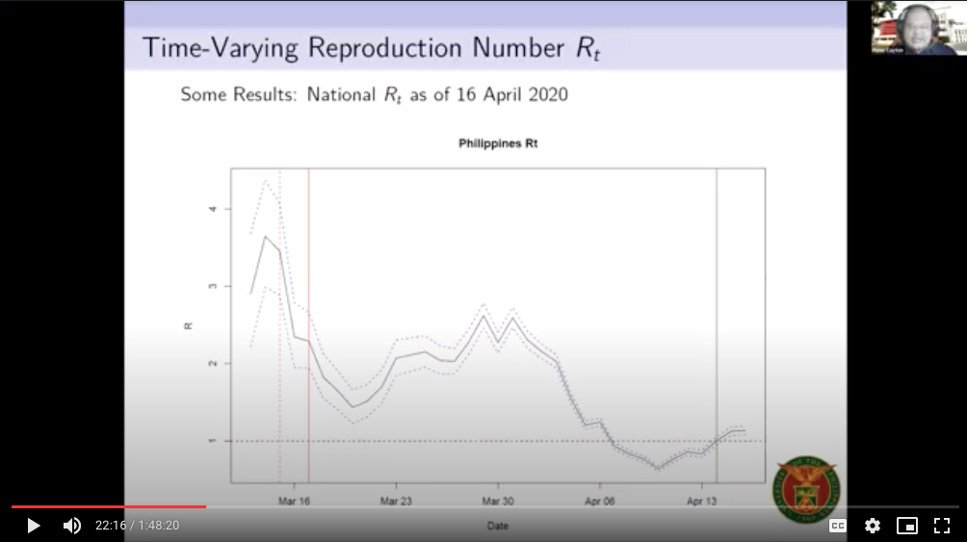 Time-Varying Reproduction Number Rt
Some Results: National Rt as of 16 April 2020
Philippines Rt
R
4
3
2
1
Mar 16 Mar 23 Mar 30 Apr 06 Apr 13
Date
22:16 / 1:48:20
CC